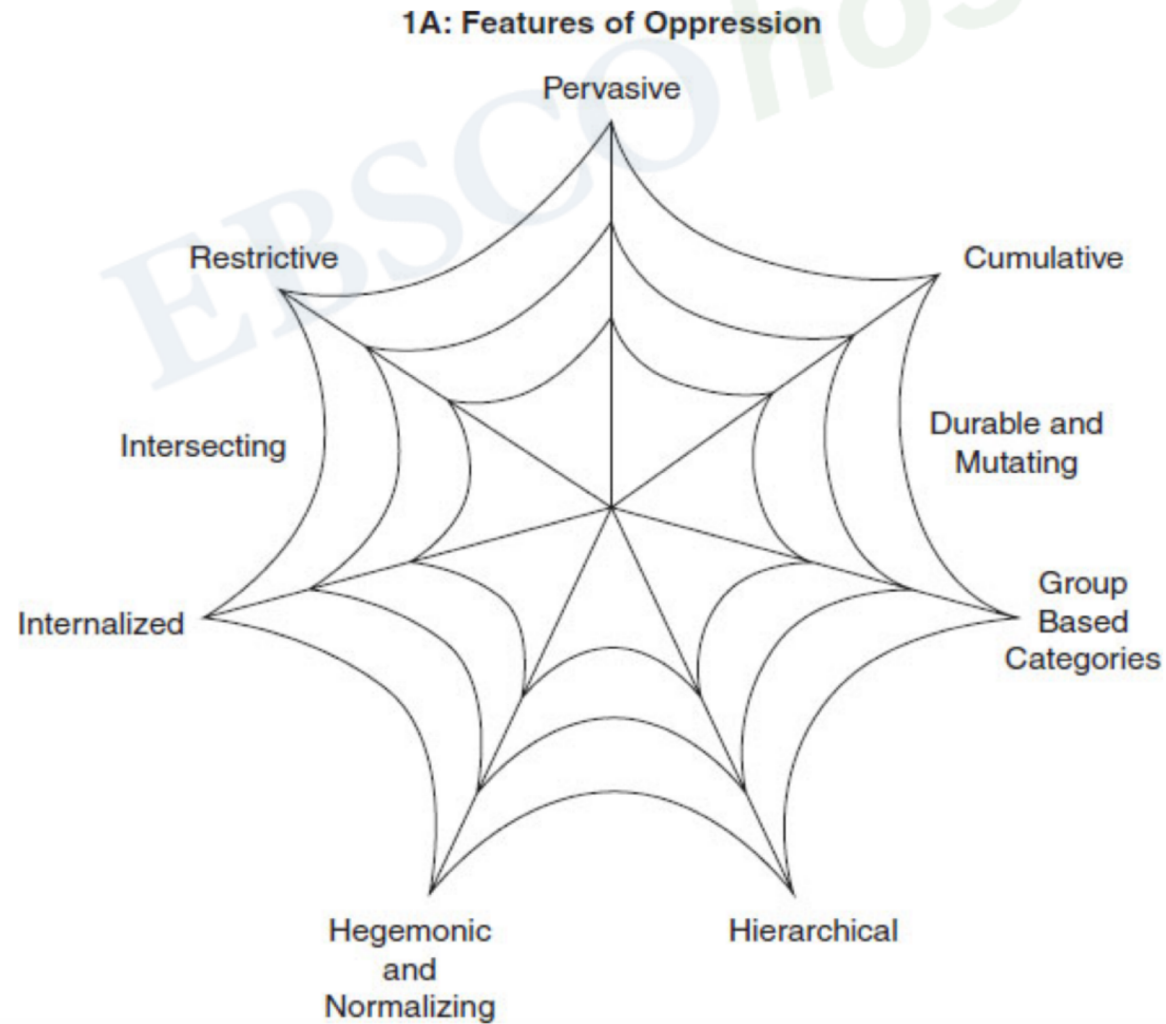 1A: Features of Oppression
EBSCOhos
Pervasive
Restrictive
Cumulative
Intersecting
Durable and
Mutating
Internalized
Group
Based
Categories
Hegemonic
and
Normalizing
Hierarchical